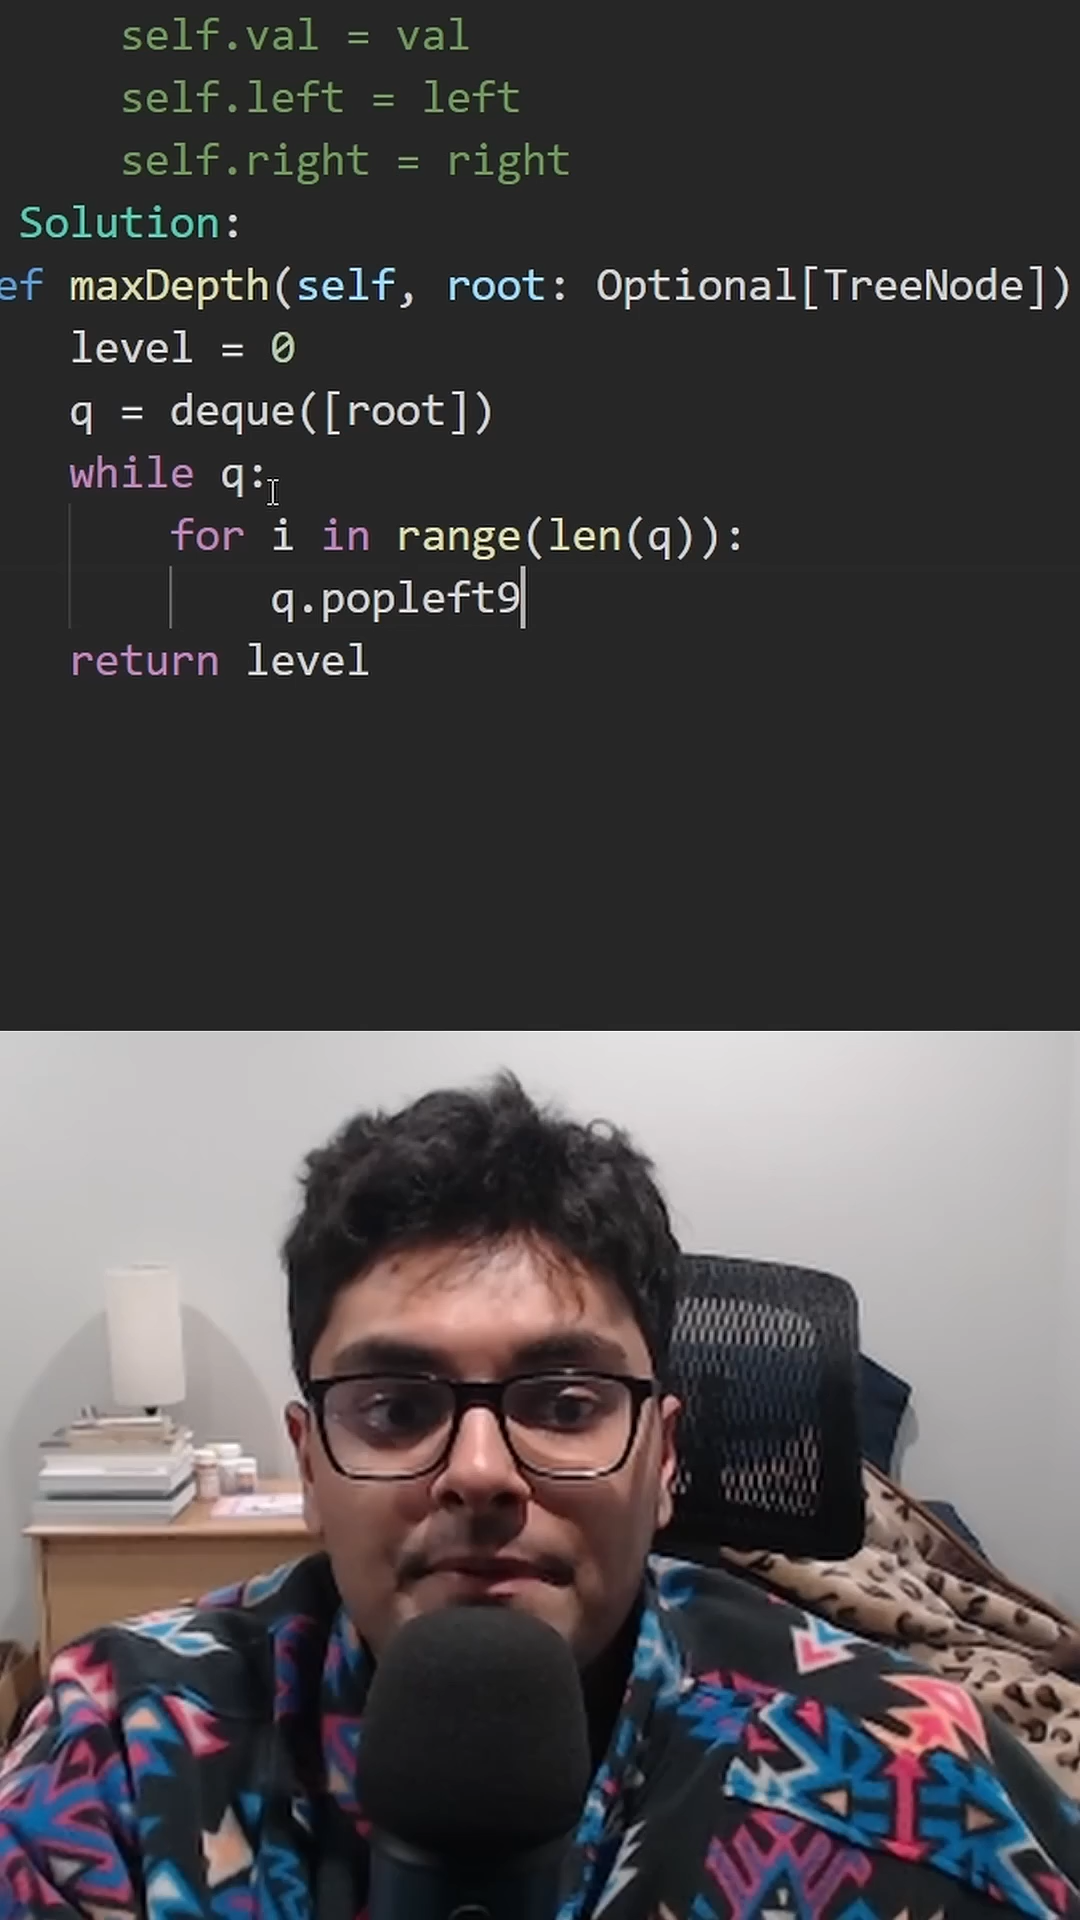 self.val = val
self.left = left
self.right = right
Solution:
ef maxDepth(self, root: Optional[TreeNode])
level = 0
q = deque([root])
while q:
for i in range(len(q)):
q.popleft9
return level